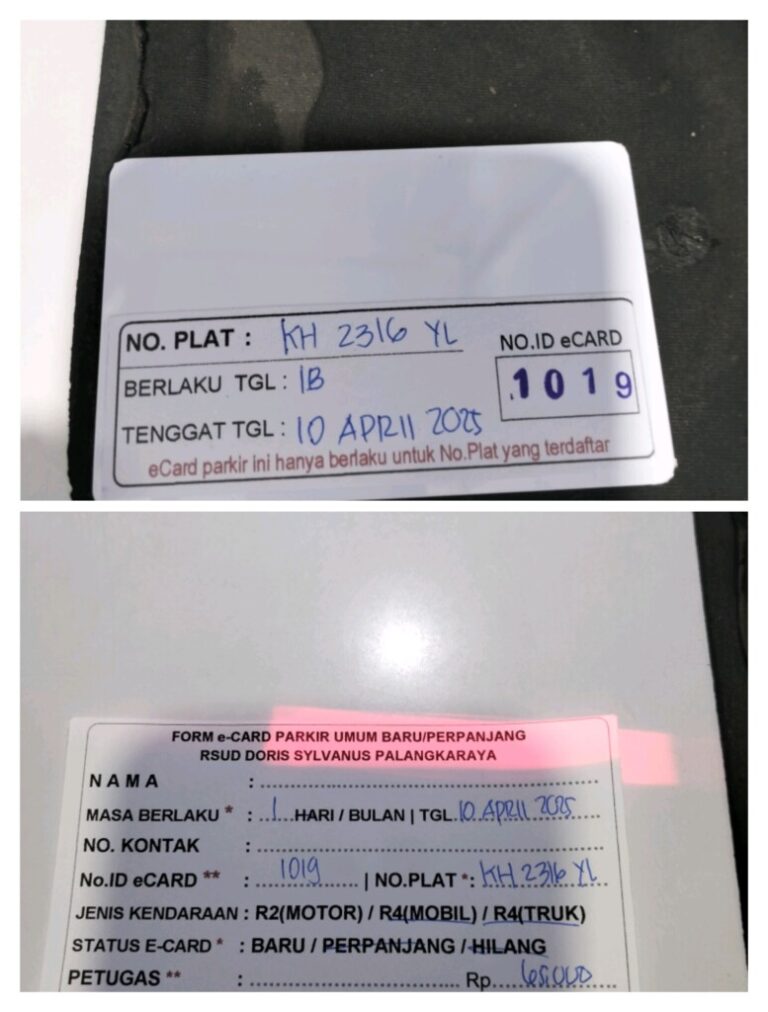 NO. PLAT : KH 2316 YL
NO.ID eCARD
BERLAKU TGL : 1B
1019
TENGGAT TGL : 10 APRIL 2025
eCard parkir ini hanya berlaku untuk No.Plat yang terdaftar
FORM e-CARD PARKIR UMUM BARU/PERPANJANG
RSUD DORIS SYLVANUS PALANGKARAYA
NAMA : ..........
MASA BERLAKU * : ..1...HARI / BULAN | TGL.10 APRIL 2025.....
NO. KONTAK : ..........
No.ID eCARD ** : ....1019.... | NO.PLAT *: KH 2316 YL..
JENIS KENDARAAN : R2(MOTOR) / R4(MOBIL) / R4(TRUK)
STATUS E-CARD * : BARU / PERPANJANG / HILANG
PETUGAS ** : .......... Rp....65.000......